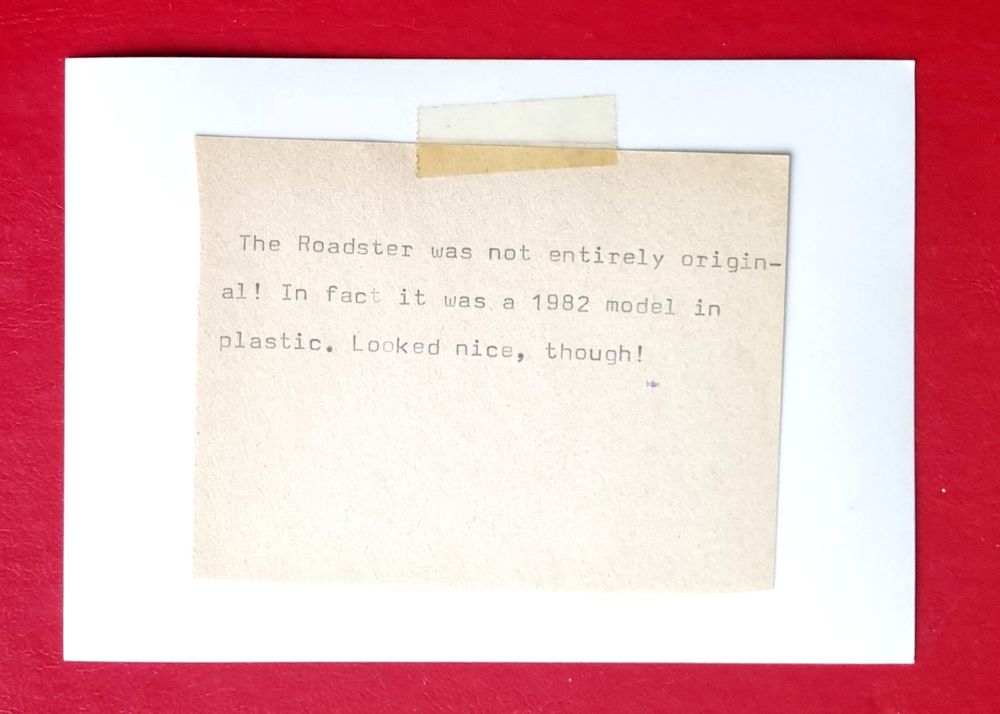 The Roadster was not entirely origin-
al! In fact it was a 1982 model in
plastic. Looked nice, though!